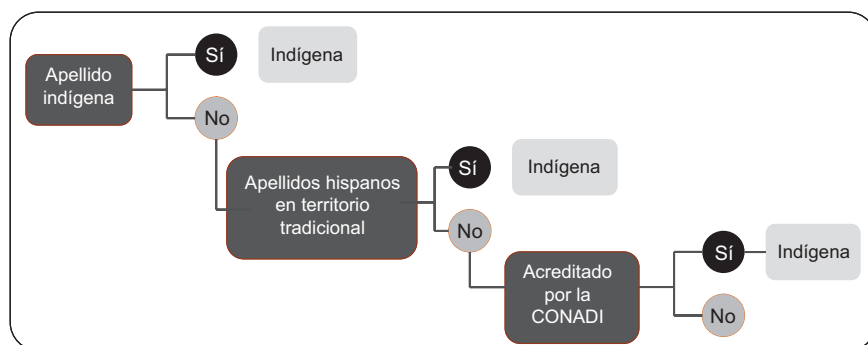 Apellido
indígena
Sí
Indígena
No
Apellidos hispanos
en territorio
tradicional
Sí
Indígena
No
Acreditado
por la
CONADI
Sí
Indígena
No